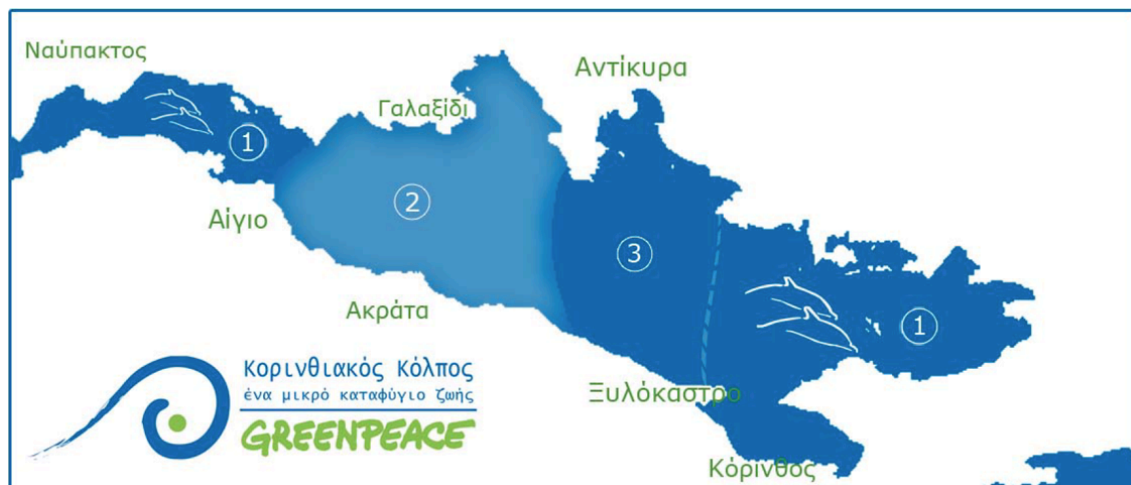 Ναύπακτος
Αντίκυρα
Γαλαξίδι
1
2
Αίγιο
3
Ακράτα
1
Κορινθιακός Κόλπος
ένα μικρό καταφύγιο ζωής
GREENPEACE
Ξυλόκαστρο
Κόρινθος